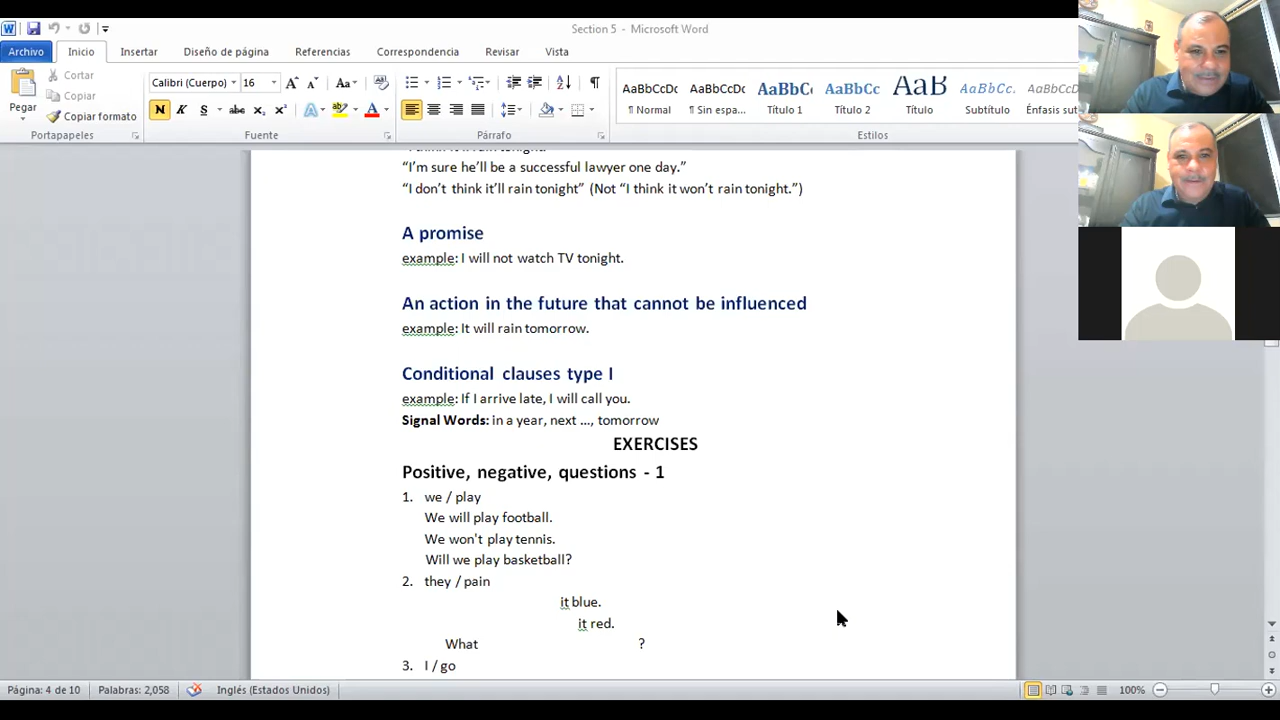 Section 5 - Microsoft Word
Archivo Inicio Insertar Diseño de página Referencias Correspondencia Revisar Vista
Pegar
Cortar
Copiar
Copiar formato
Portapapeles
Calibri (Cuerpo) 16
N K S abc x₂ x²
Fuente
Párrafo
AaBbCcDc AaBbCcDc AaBbC AaBbCc AaB AaBbCc. AaBbCcDc
¶ Normal ¶ Sin espa... Título 1 Título 2 Título Subtítulo Énfasis sut
Estilos
“I’m sure he’ll be a successful lawyer one day.”
“I don’t think it’ll rain tonight” (Not “I think it won’t rain tonight.”)
A promise
example: I will not watch TV tonight.
An action in the future that cannot be influenced
example: It will rain tomorrow.
Conditional clauses type I
example: If I arrive late, I will call you.
Signal Words: in a year, next ..., tomorrow
EXERCISES
Positive, negative, questions - 1
1. we / play
We will play football.
We won't play tennis.
Will we play basketball?
2. they / pain
it blue.
it red.
What ?
3. I / go
Página: 4 de 10 Palabras: 2,058 Inglés (Estados Unidos) 100%